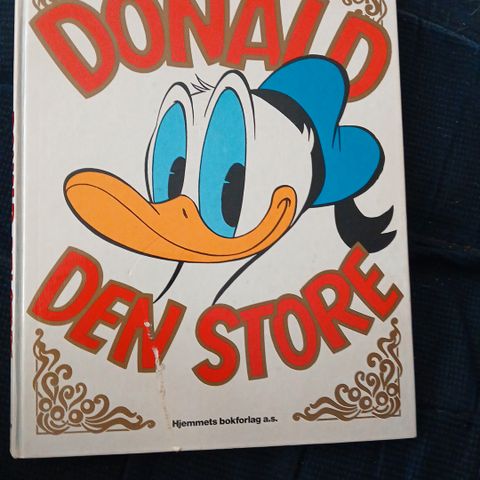 DONALD
DEN STORE
Hjemmets bokforlag a.s.